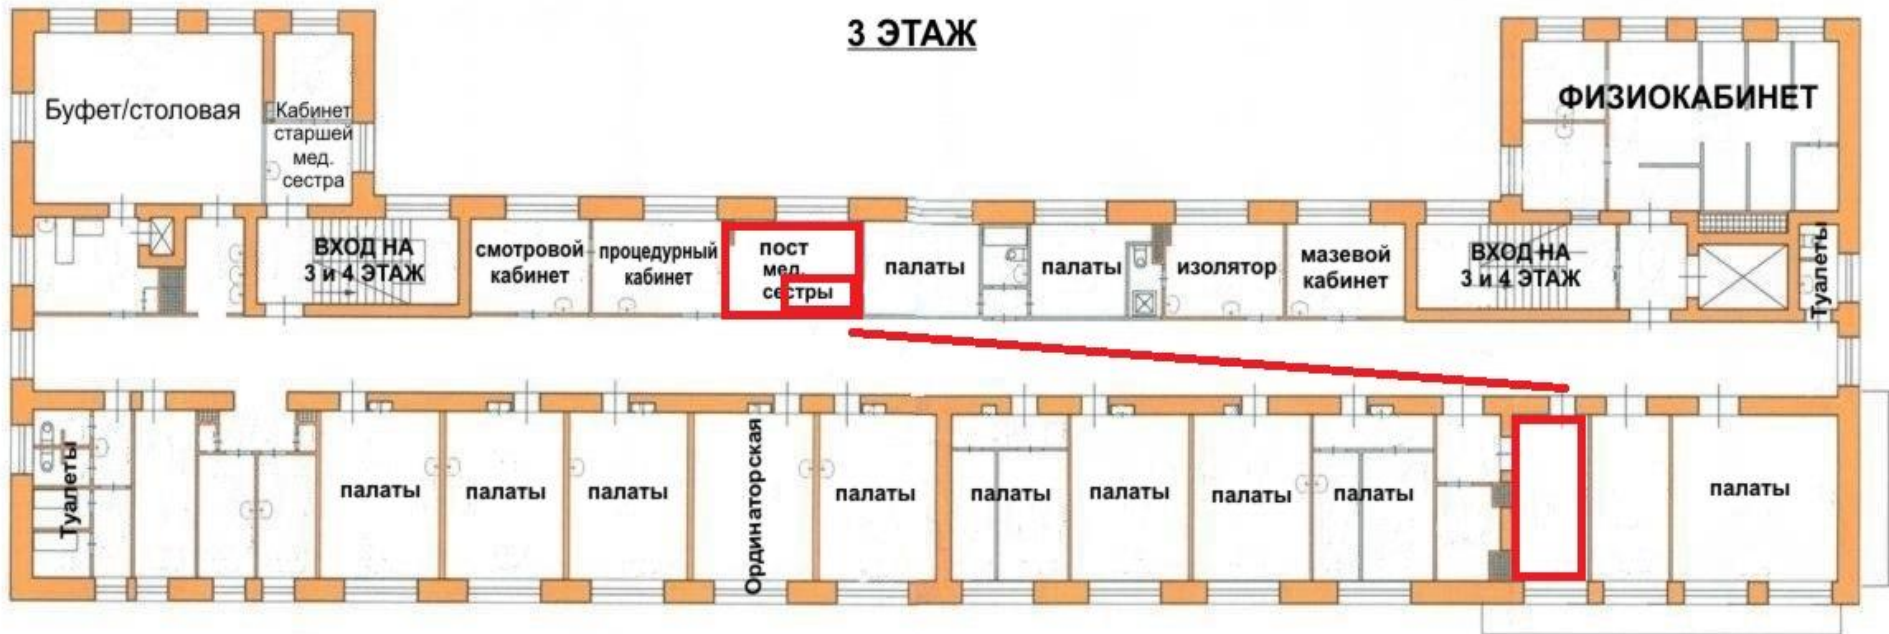 3 ЭТАЖ
Буфет/столовая
Кабинет
старшей
мед.
сестра
ФИЗИОКАБИНЕТ
ВХОД НА
3 и 4 ЭТАЖ
смотровой
кабинет
процедурный
кабинет
пост
мед.
сестры
палаты
палаты
изолятор
мазевой
кабинет
ВХОД НА
3 и 4 ЭТАЖ
Туалеты
Туалеты
палаты
палаты
палаты
Ординаторская
палаты
палаты
палаты
палаты
палаты
палаты